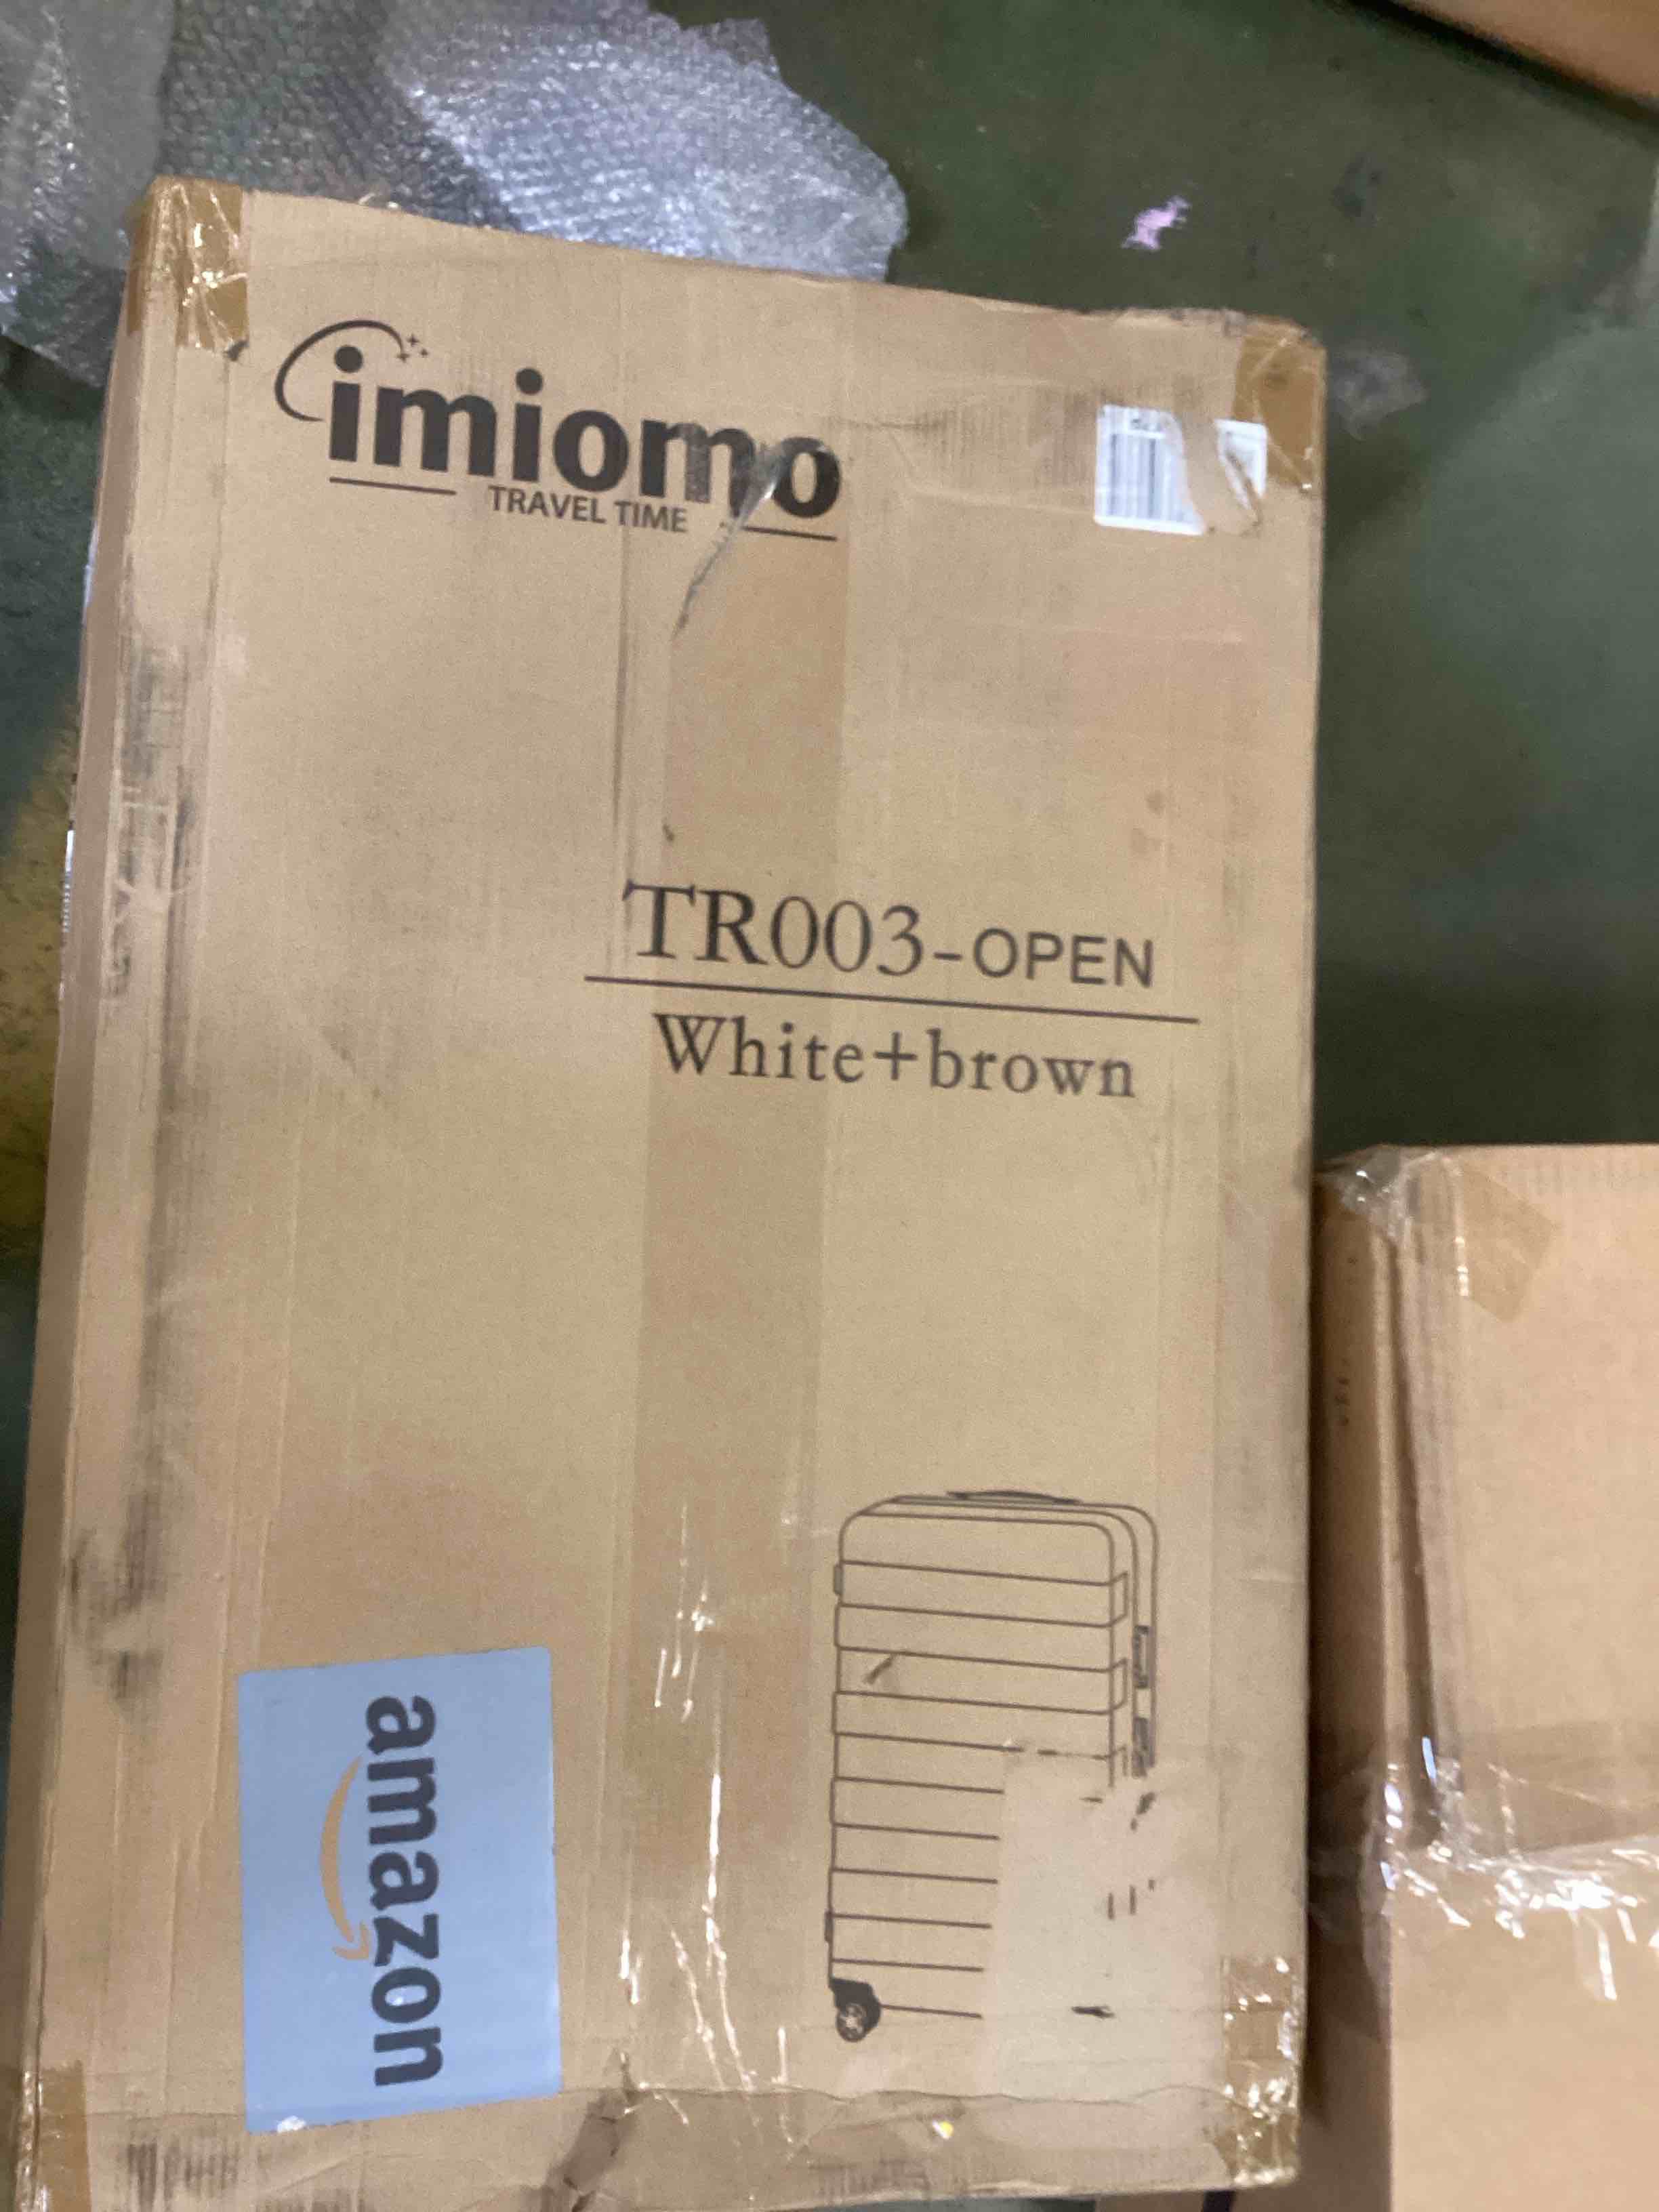 imiomo
TRAVEL TIME
TR003-OPEN
White+brown
amazon